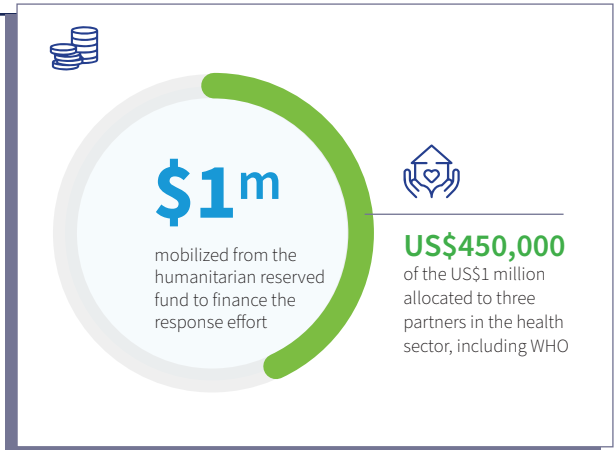 $1m
mobilized from the
humanitarian reserved
fund to finance the
response effort
US$450,000
of the US$1 million
allocated to three
partners in the health
sector, including WHO